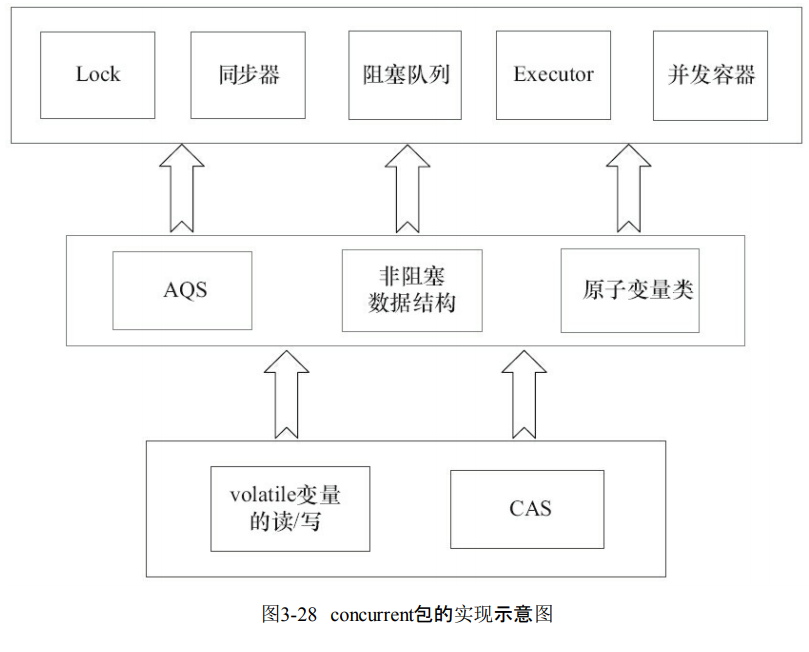 Lock
同步器
阻塞队列
Executor
并发容器
AQS
非阻塞
数据结构
原子变量类
volatile变量
的读/写
CAS
图3-28 concurrent包的实现示意图